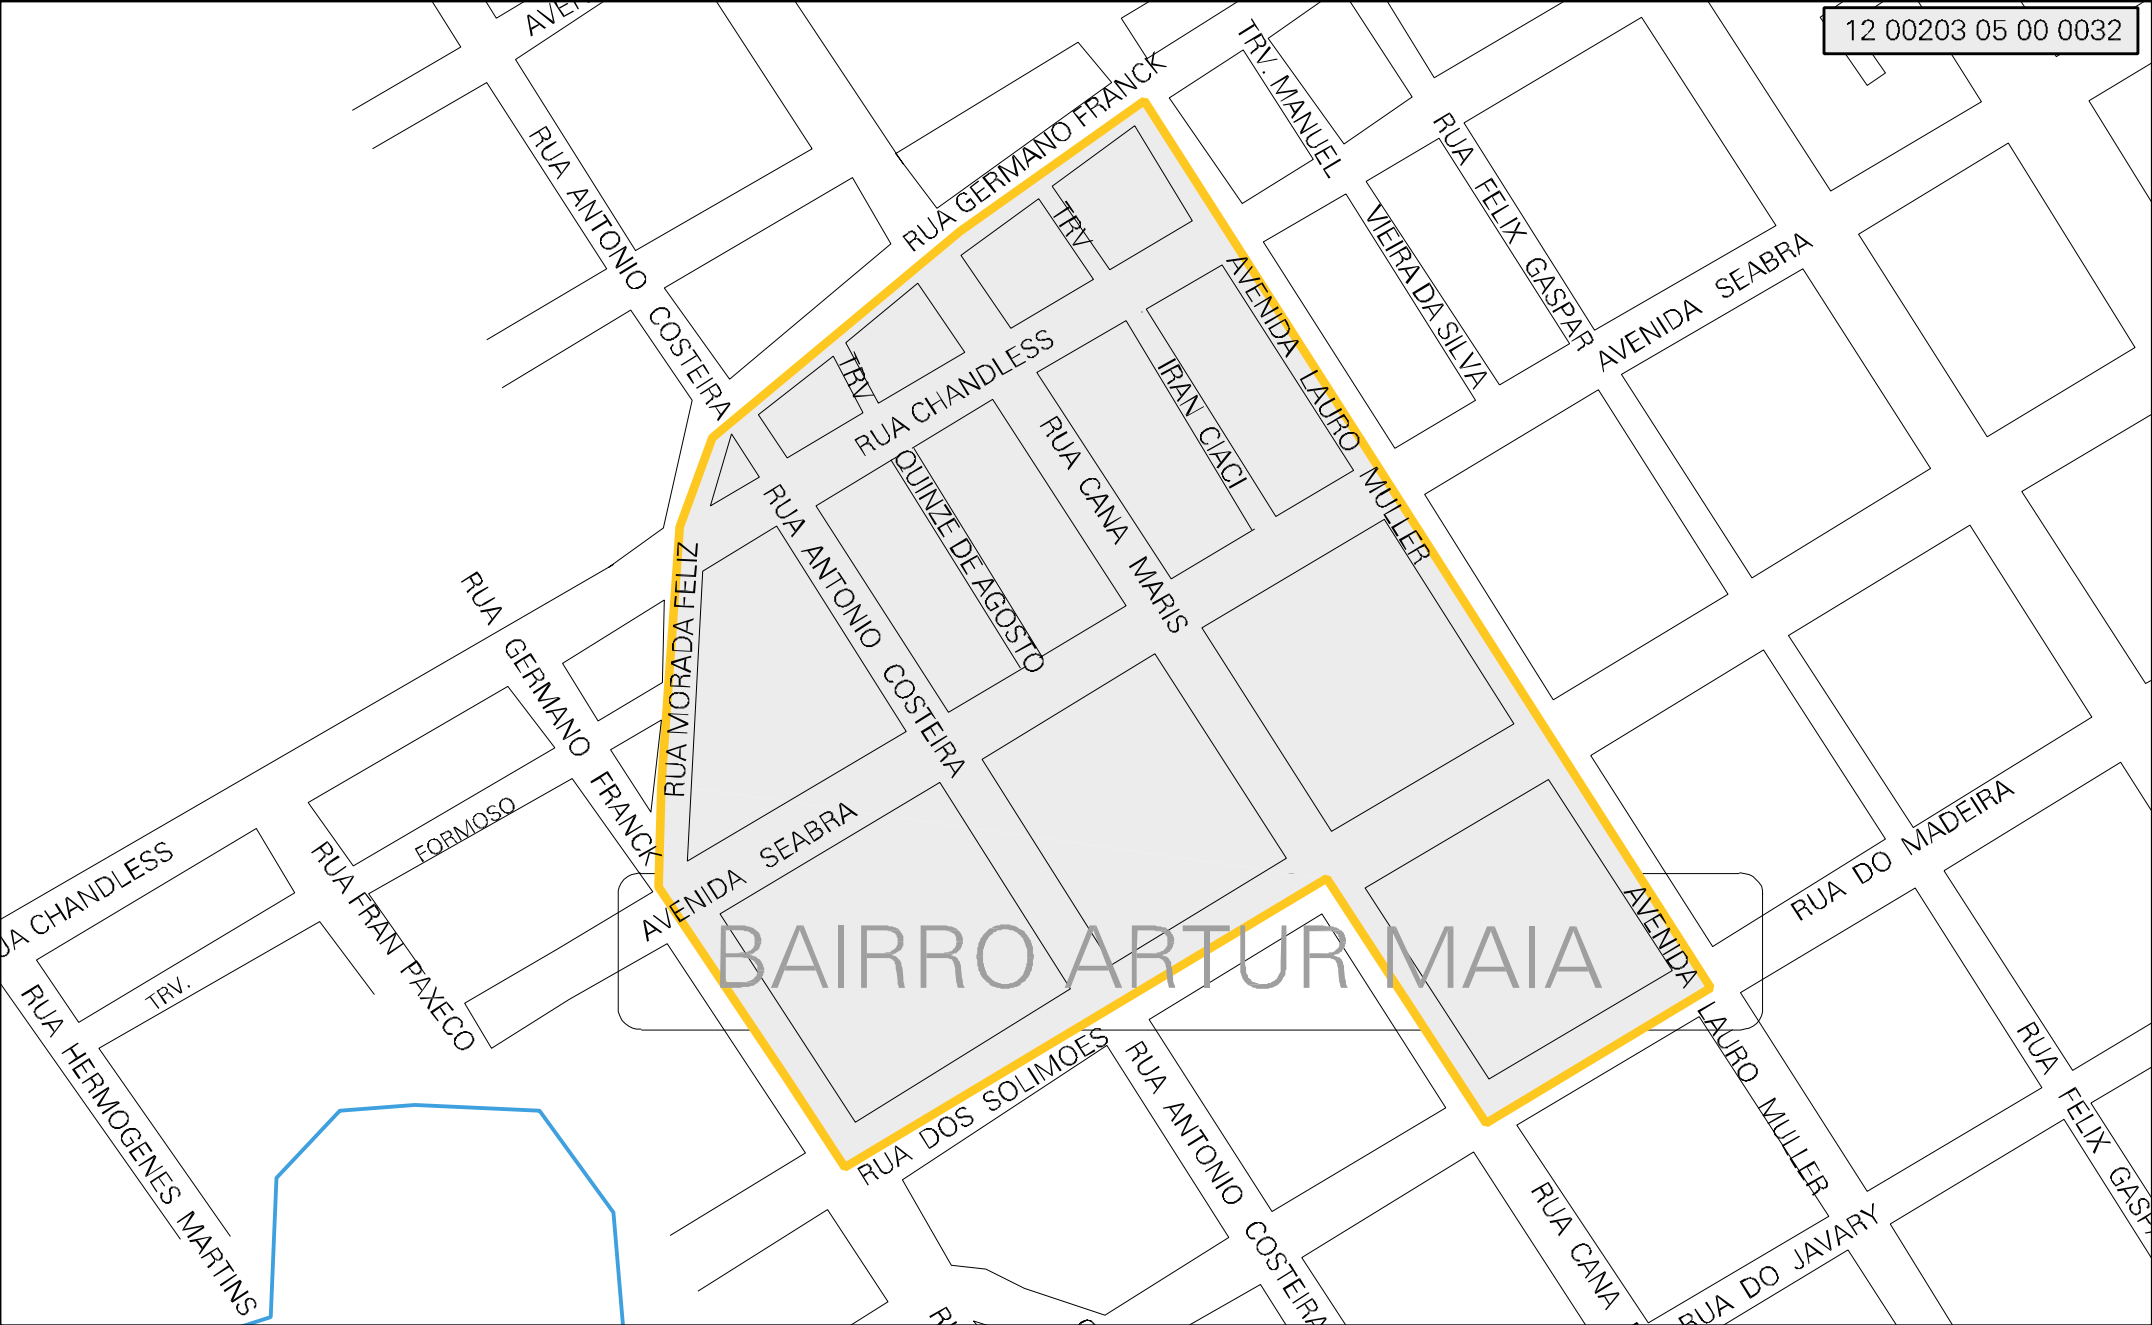 12 00203 05 00 0032
TRV. MANUEL
RUA GERMANO FRANCK
RUA ANTONIO COSTEIRA
RUA FELIX GASPAR
TRV
VIEIRA DA SILVA
AVENIDA SEABRA
AVENIDA LAURO MULLER
TRV
RUA CHANDLESS
IRAN CIACI
RUA CANA MARIS
QUINZE DE AGOSTO
RUA ANTONIO COSTEIRA
RUA MORADA FELIZ
RUA GERMANO FRANCK
FORMOSO
AVENIDA SEABRA
RUA DO MADEIRA
RUA CHANDLESS
RUA FRAN PAXECO
BAIRRO ARTUR MAIA
AVENIDA LAURO MULLER
TRV.
RUA HERMOGENES MARTINS
RUA DOS SOLIMOES
RUA ANTONIO COSTEIRA
RUA FELIX GASP
RUA CANA
RUA DO JAVARY